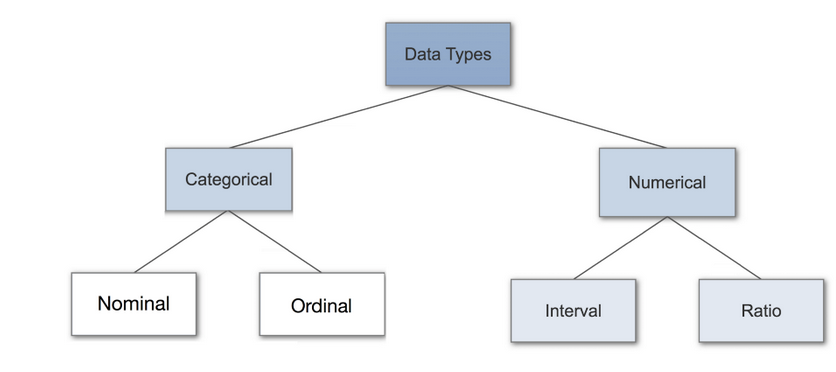 Data Types
Categorical
Numerical
Nominal
Ordinal
Interval
Ratio